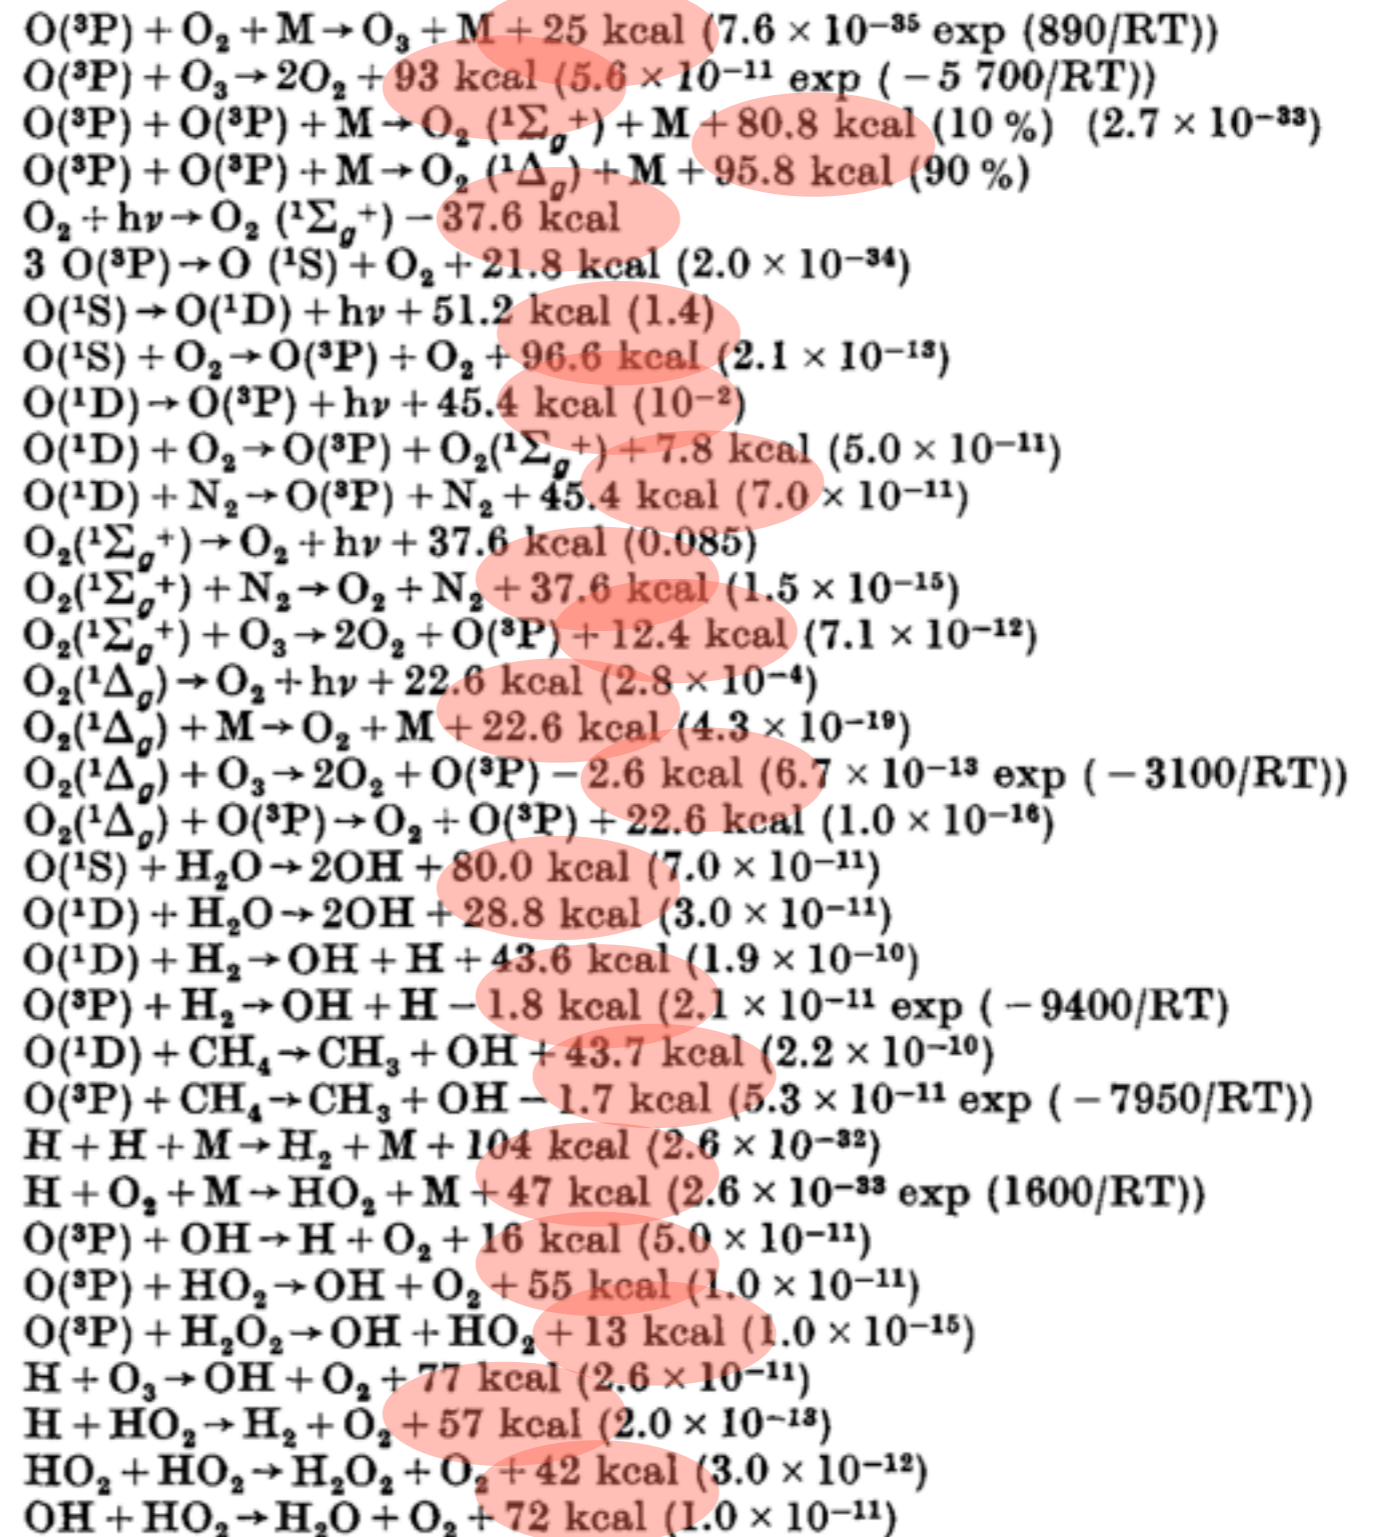 O(³P) + O₂ + M → O₃ + M + 25 kcal (7.6 × 10⁻³⁵ exp (890/RT))
O(³P) + O₃ → 2O₂ + 93 kcal (5.6 × 10⁻¹¹ exp ( − 5 700/RT))
O(³P) + O(³P) + M → O₂ (¹Σg⁺) + M + 80.8 kcal (10 %) (2.7 × 10⁻³³)
O(³P) + O(³P) + M → O₂ (¹Δg) + M + 95.8 kcal (90 %)
O₂ + hν → O₂ (¹Σg⁺) − 37.6 kcal
3 O(³P) → O (¹S) + O₂ + 21.8 kcal (2.0 × 10⁻³⁴)
O(¹S) → O(¹D) + hν + 51.2 kcal (1.4)
O(¹S) + O₂ → O(³P) + O₂ + 96.6 kcal (2.1 × 10⁻¹³)
O(¹D) → O(³P) + hν + 45.4 kcal (10⁻²)
O(¹D) + O₂ → O(³P) + O₂(¹Σg⁺) + 7.8 kcal (5.0 × 10⁻¹¹)
O(¹D) + N₂ → O(³P) + N₂ + 45.4 kcal (7.0 × 10⁻¹¹)
O₂(¹Σg⁺) → O₂ + hν + 37.6 kcal (0.085)
O₂(¹Σg⁺) + N₂ → O₂ + N₂ + 37.6 kcal (1.5 × 10⁻¹⁵)
O₂(¹Σg⁺) + O₃ → 2O₂ + O(³P) + 12.4 kcal (7.1 × 10⁻¹²)
O₂(¹Δg) → O₂ + hν + 22.6 kcal (2.8 × 10⁻⁴)
O₂(¹Δg) + M → O₂ + M + 22.6 kcal (4.3 × 10⁻¹⁹)
O₂(¹Δg) + O₃ → 2O₂ + O(³P) − 2.6 kcal (6.7 × 10⁻¹³ exp ( − 3100/RT))
O₂(¹Δg) + O(³P) → O₂ + O(³P) + 22.6 kcal (1.0 × 10⁻¹⁶)
O(¹S) + H₂O → 2OH + 80.0 kcal (7.0 × 10⁻¹¹)
O(¹D) + H₂O → 2OH + 28.8 kcal (3.0 × 10⁻¹¹)
O(¹D) + H₂ → OH + H + 43.6 kcal (1.9 × 10⁻¹⁰)
O(³P) + H₂ → OH + H − 1.8 kcal (2.1 × 10⁻¹¹ exp ( − 9400/RT)
O(¹D) + CH₄ → CH₃ + OH + 43.7 kcal (2.2 × 10⁻¹⁰)
O(³P) + CH₄ → CH₃ + OH − 1.7 kcal (5.3 × 10⁻¹¹ exp ( − 7950/RT))
H + H + M → H₂ + M + 104 kcal (2.6 × 10⁻³²)
H + O₂ + M → HO₂ + M + 47 kcal (2.6 × 10⁻³³ exp (1600/RT))
O(³P) + OH → H + O₂ + 16 kcal (5.0 × 10⁻¹¹)
O(³P) + HO₂ → OH + O₂ + 55 kcal (1.0 × 10⁻¹¹)
O(³P) + H₂O₂ → OH + HO₂ + 13 kcal (1.0 × 10⁻¹⁵)
H + O₃ → OH + O₂ + 77 kcal (2.6 × 10⁻¹¹)
H + HO₂ → H₂ + O₂ + 57 kcal (2.0 × 10⁻¹³)
HO₂ + HO₂ → H₂O₂ + O₂ + 42 kcal (3.0 × 10⁻¹²)
OH + HO₂ → H₂O + O₂ + 72 kcal (1.0 × 10⁻¹¹)